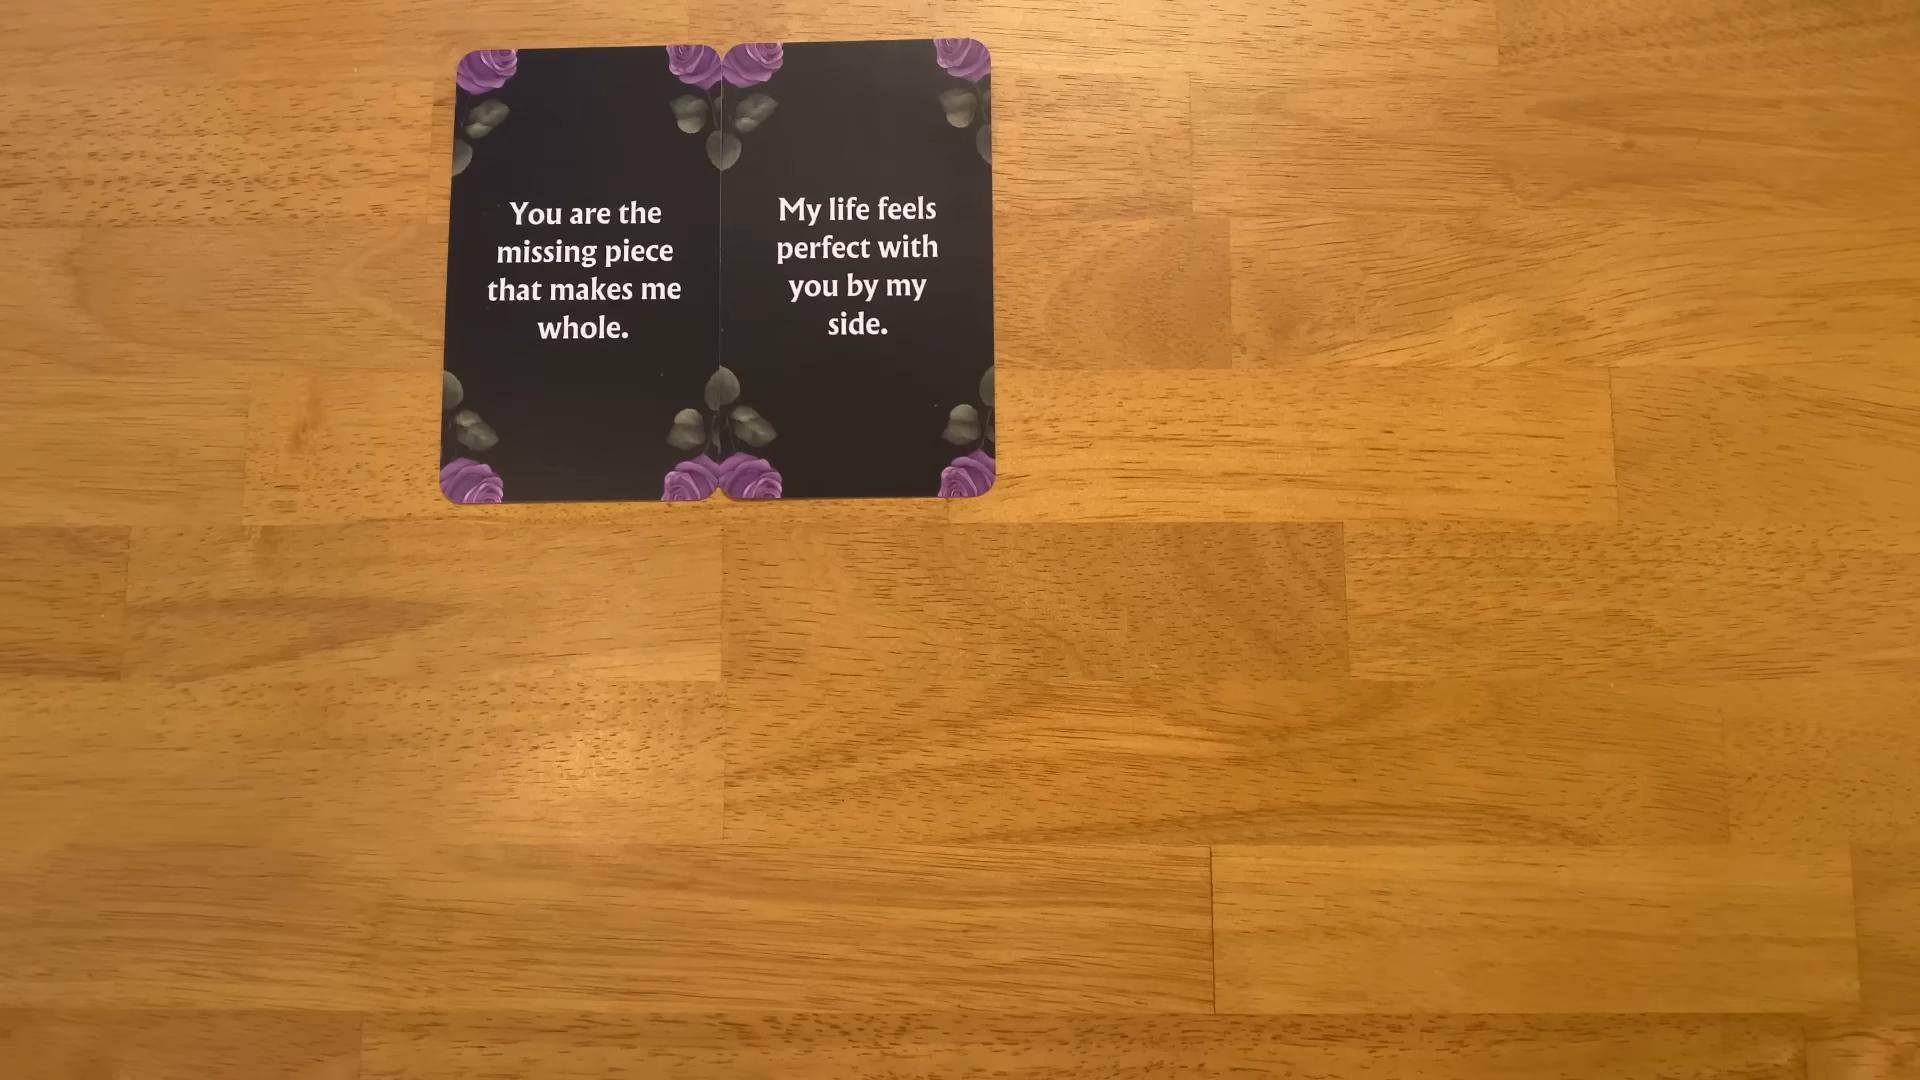 You are the
missing piece
that makes me
whole.
My life feels
perfect with
you by my
side.